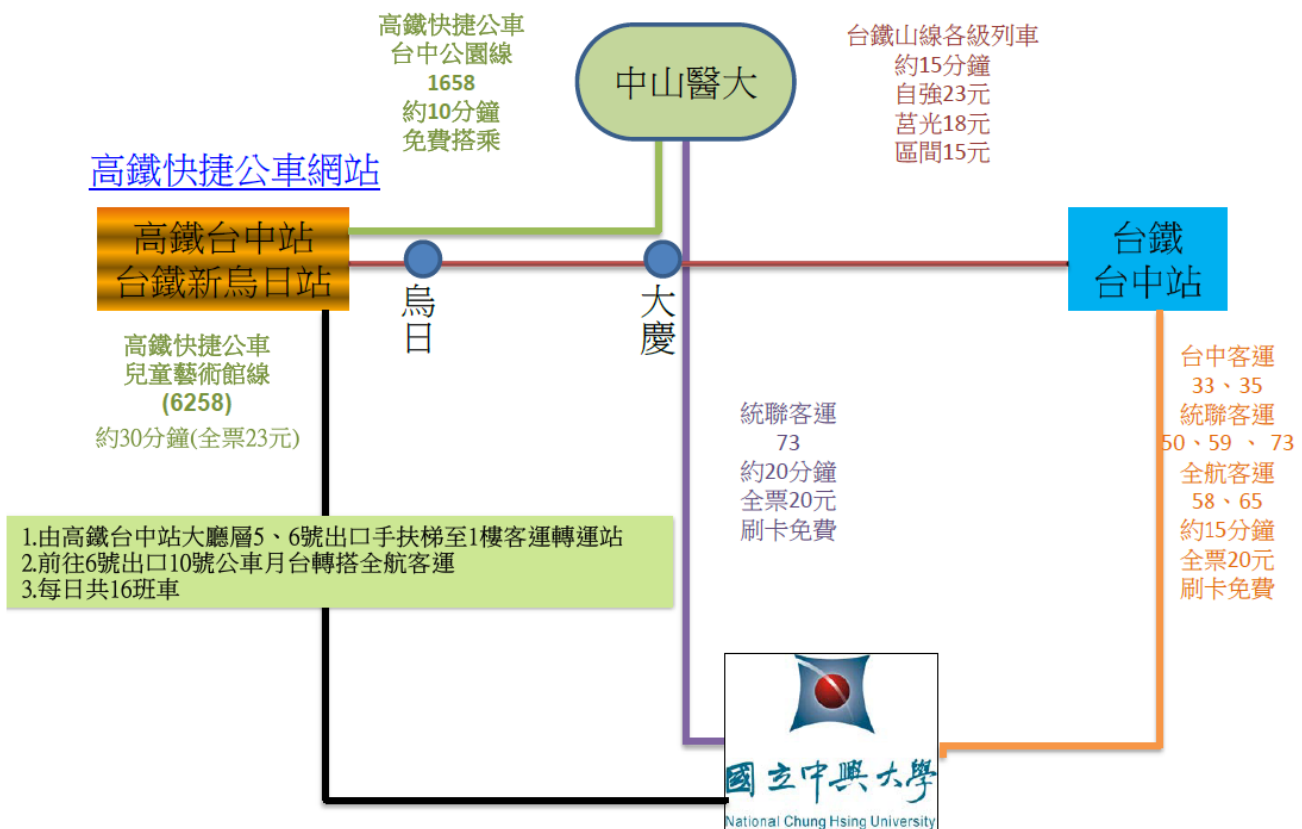 高鐵快捷公車
台中公園線
1658
約10分鐘
免費搭乘
中山醫大
台鐵山線各級列車
約15分鐘
自強23元
莒光18元
區間15元
高鐵快捷公車網站
高鐵台中站
台鐵新烏日站
烏日
大慶
台鐵
台中站
高鐵快捷公車
兒童藝術館線
(6258)
約30分鐘(全票23元)
統聯客運
73
約20分鐘
全票20元
刷卡免費
台中客運
33、35
統聯客運
50、59 、 73
全航客運
58、65
約15分鐘
全票20元
刷卡免費
1.由高鐵台中站大廳層5、6號出口手扶梯至1樓客運轉運站
2.前往6號出口10號公車月台轉搭全航客運
3.每日共16班車
國立中興大學
National Chung Hsing University